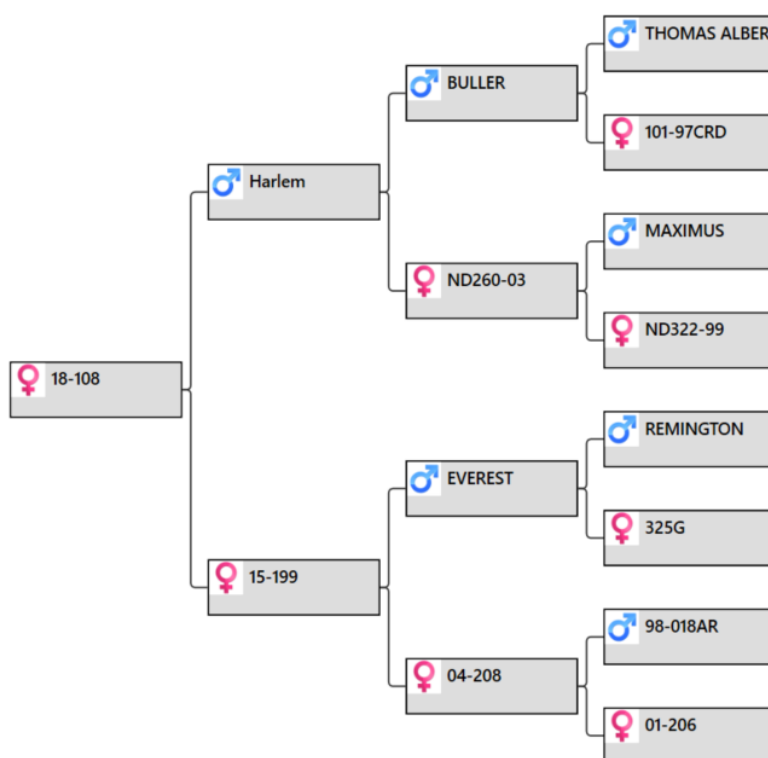 THOMAS ALBER
BULLER
101-97CRD
Harlem
MAXIMUS
ND260-03
ND322-99
18-108
REMINGTON
EVEREST
325G
15-199
98-018AR
04-208
01-206